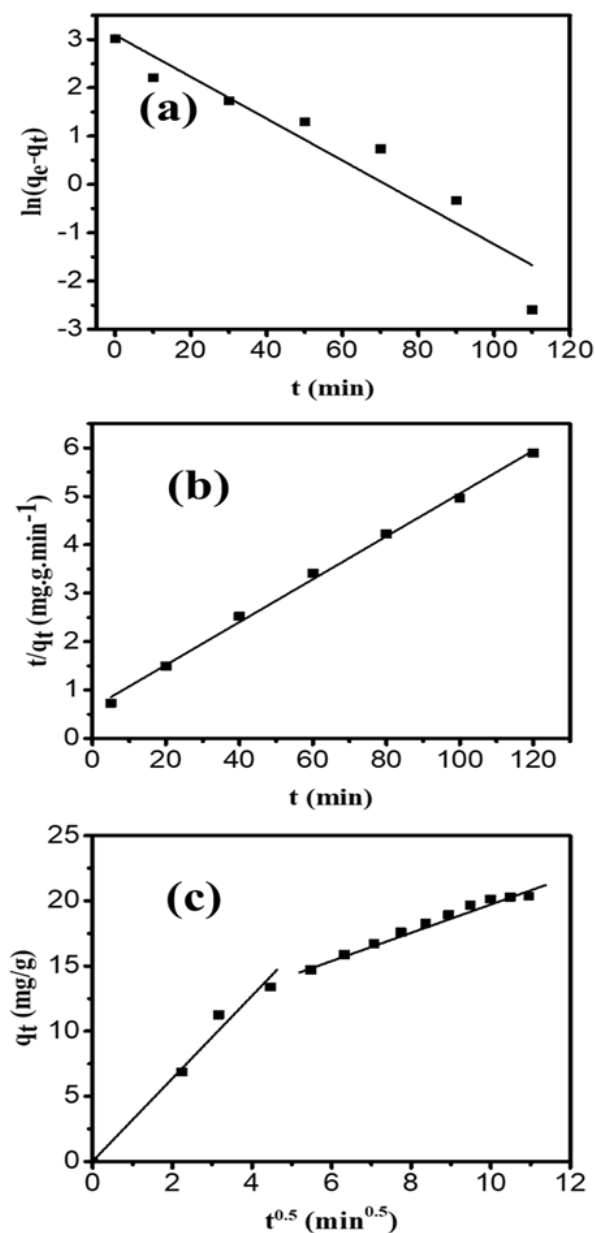 3
2
(a)
1
ln(qe-qt)
0
-1
-2
-3
0 20 40 60 80 100 120
t (min)
6
(b)
5
4
t/qt (mg.g.min-1)
3
2
1
0
0 20 40 60 80 100 120
t (min)
25
20
(c)
15
qt (mg/g)
10
5
0
0 2 4 6 8 10 12
t0.5 (min0.5)